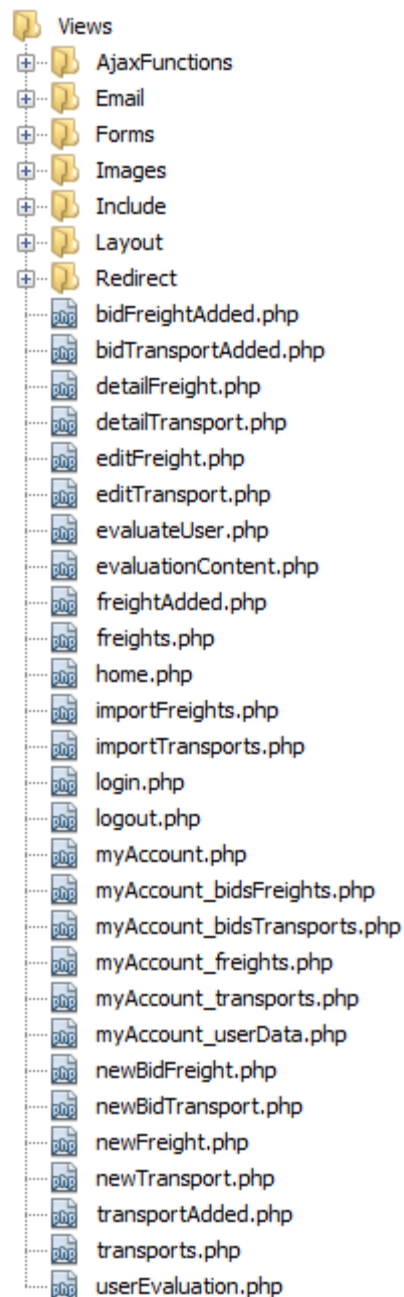 Views
AjaxFunctions
Email
Forms
Images
Include
Layout
Redirect
bidFreightAdded.php
bidTransportAdded.php
detailFreight.php
detailTransport.php
editFreight.php
editTransport.php
evaluateUser.php
evaluationContent.php
freightAdded.php
freights.php
home.php
importFreights.php
importTransports.php
login.php
logout.php
myAccount.php
myAccount_bidsFreights.php
myAccount_bidsTransports.php
myAccount_freights.php
myAccount_transports.php
myAccount_userData.php
newBidFreight.php
newBidTransport.php
newFreight.php
newTransport.php
transportAdded.php
transports.php
userEvaluation.php